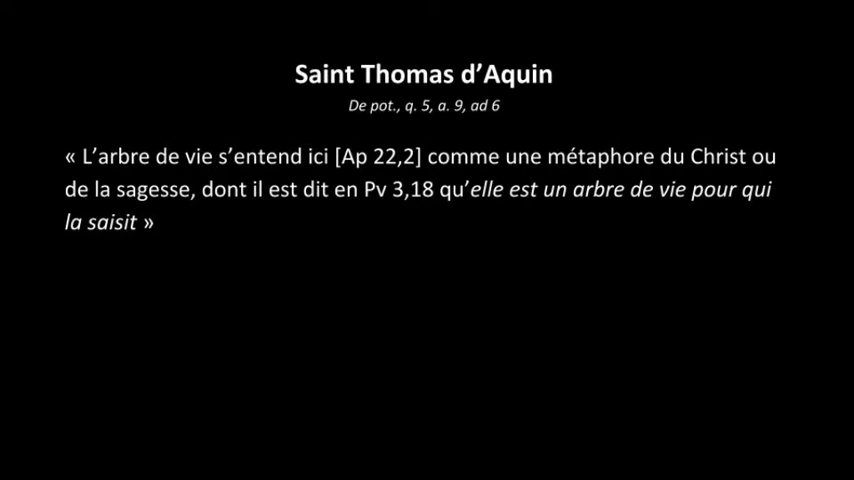 Saint Thomas d’Aquin
De pot., q. 5, a. 9, ad 6
« L’arbre de vie s’entend ici [Ap 22,2] comme une métaphore du Christ ou
de la sagesse, dont il est dit en Pv 3,18 qu’elle est un arbre de vie pour qui
la saisit »